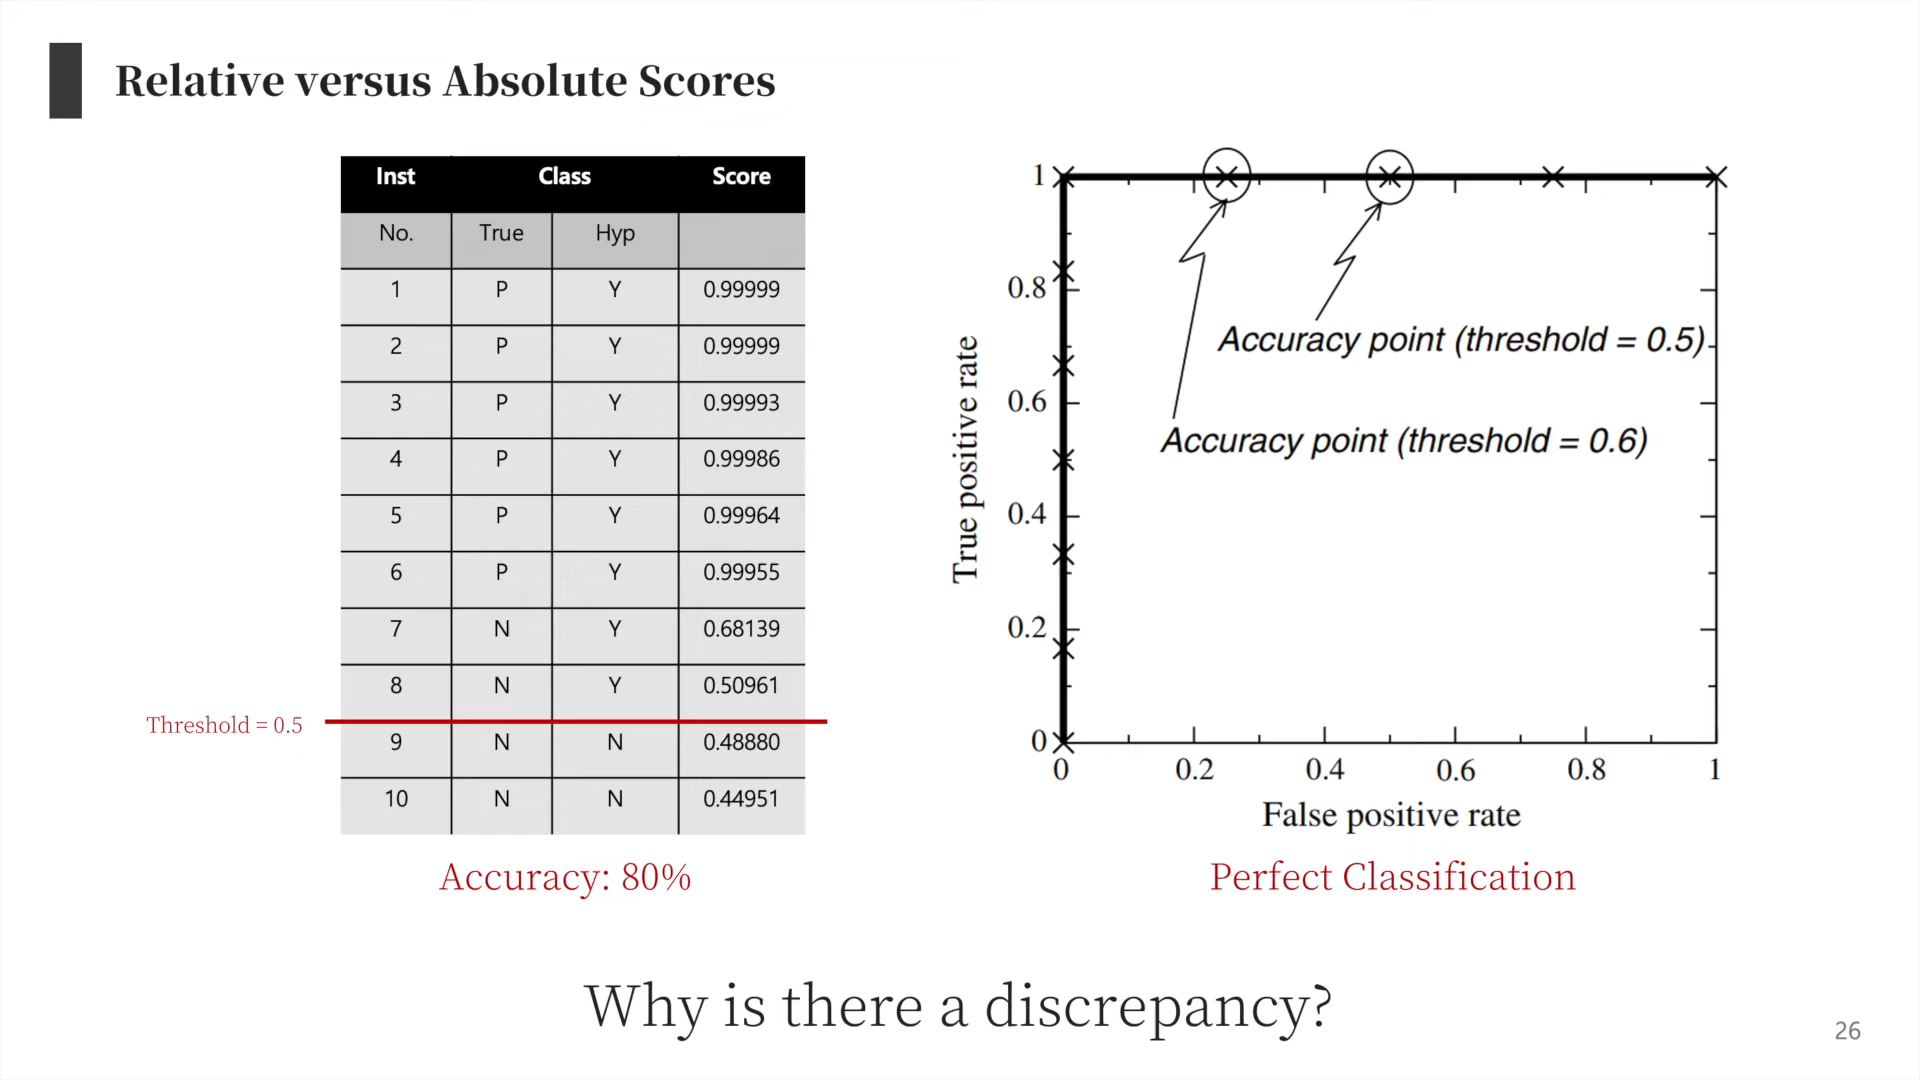 Relative versus Absolute Scores
Inst Class Score
No. True Hyp
1 P Y 0.99999
2 P Y 0.99999
3 P Y 0.99993
4 P Y 0.99986
5 P Y 0.99964
6 P Y 0.99955
7 N Y 0.68139
8 N Y 0.50961
Threshold = 0.5
9 N N 0.48880
10 N N 0.44951
Accuracy: 80%
True positive rate
1
0.8
0.6
0.4
0.2
0
Accuracy point (threshold = 0.5)
Accuracy point (threshold = 0.6)
0 0.2 0.4 0.6 0.8 1
False positive rate
Perfect Classification
Why is there a discrepancy?
26